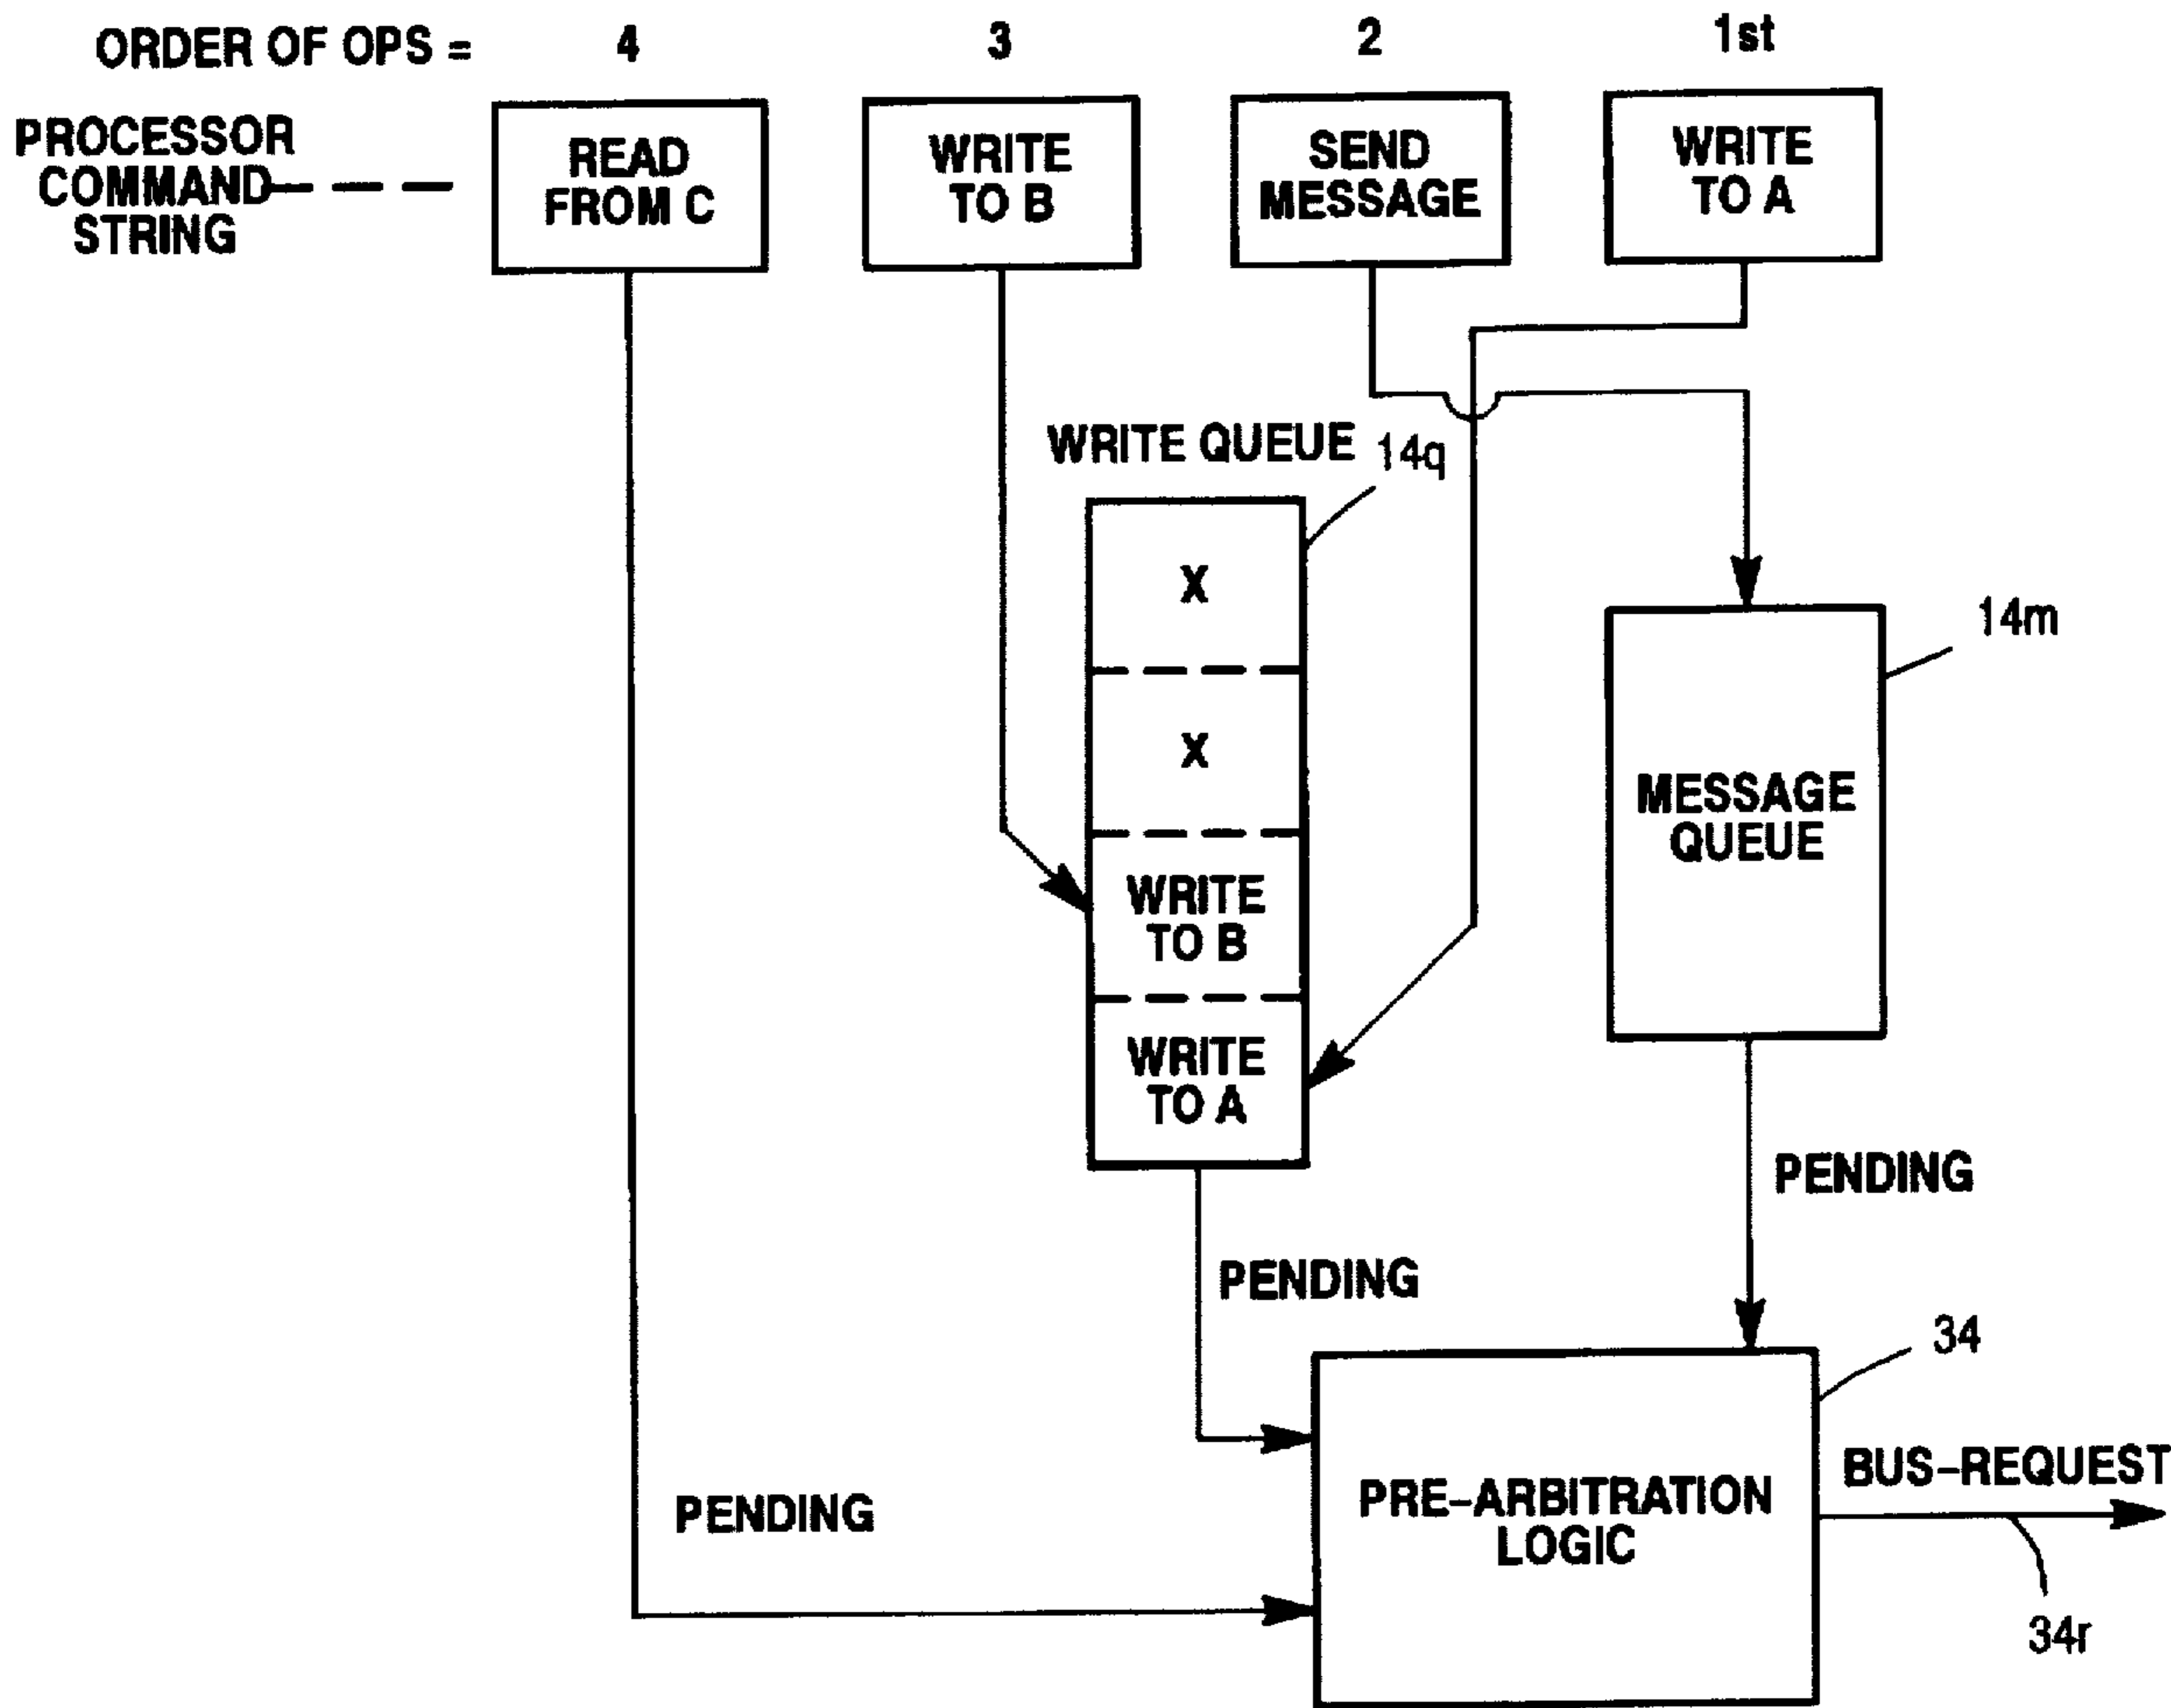 ORDER OF OPS = 4 3 2 1st
PROCESSOR
COMMAND
STRING
READ
FROM C
WRITE
TO B
SEND
MESSAGE
WRITE
TO A
WRITE QUEUE 14q
X
X
WRITE
TO B
WRITE
TO A
14m
MESSAGE
QUEUE
PENDING
PENDING
PENDING
34
PRE-ARBITRATION
LOGIC
BUS-REQUEST
34r